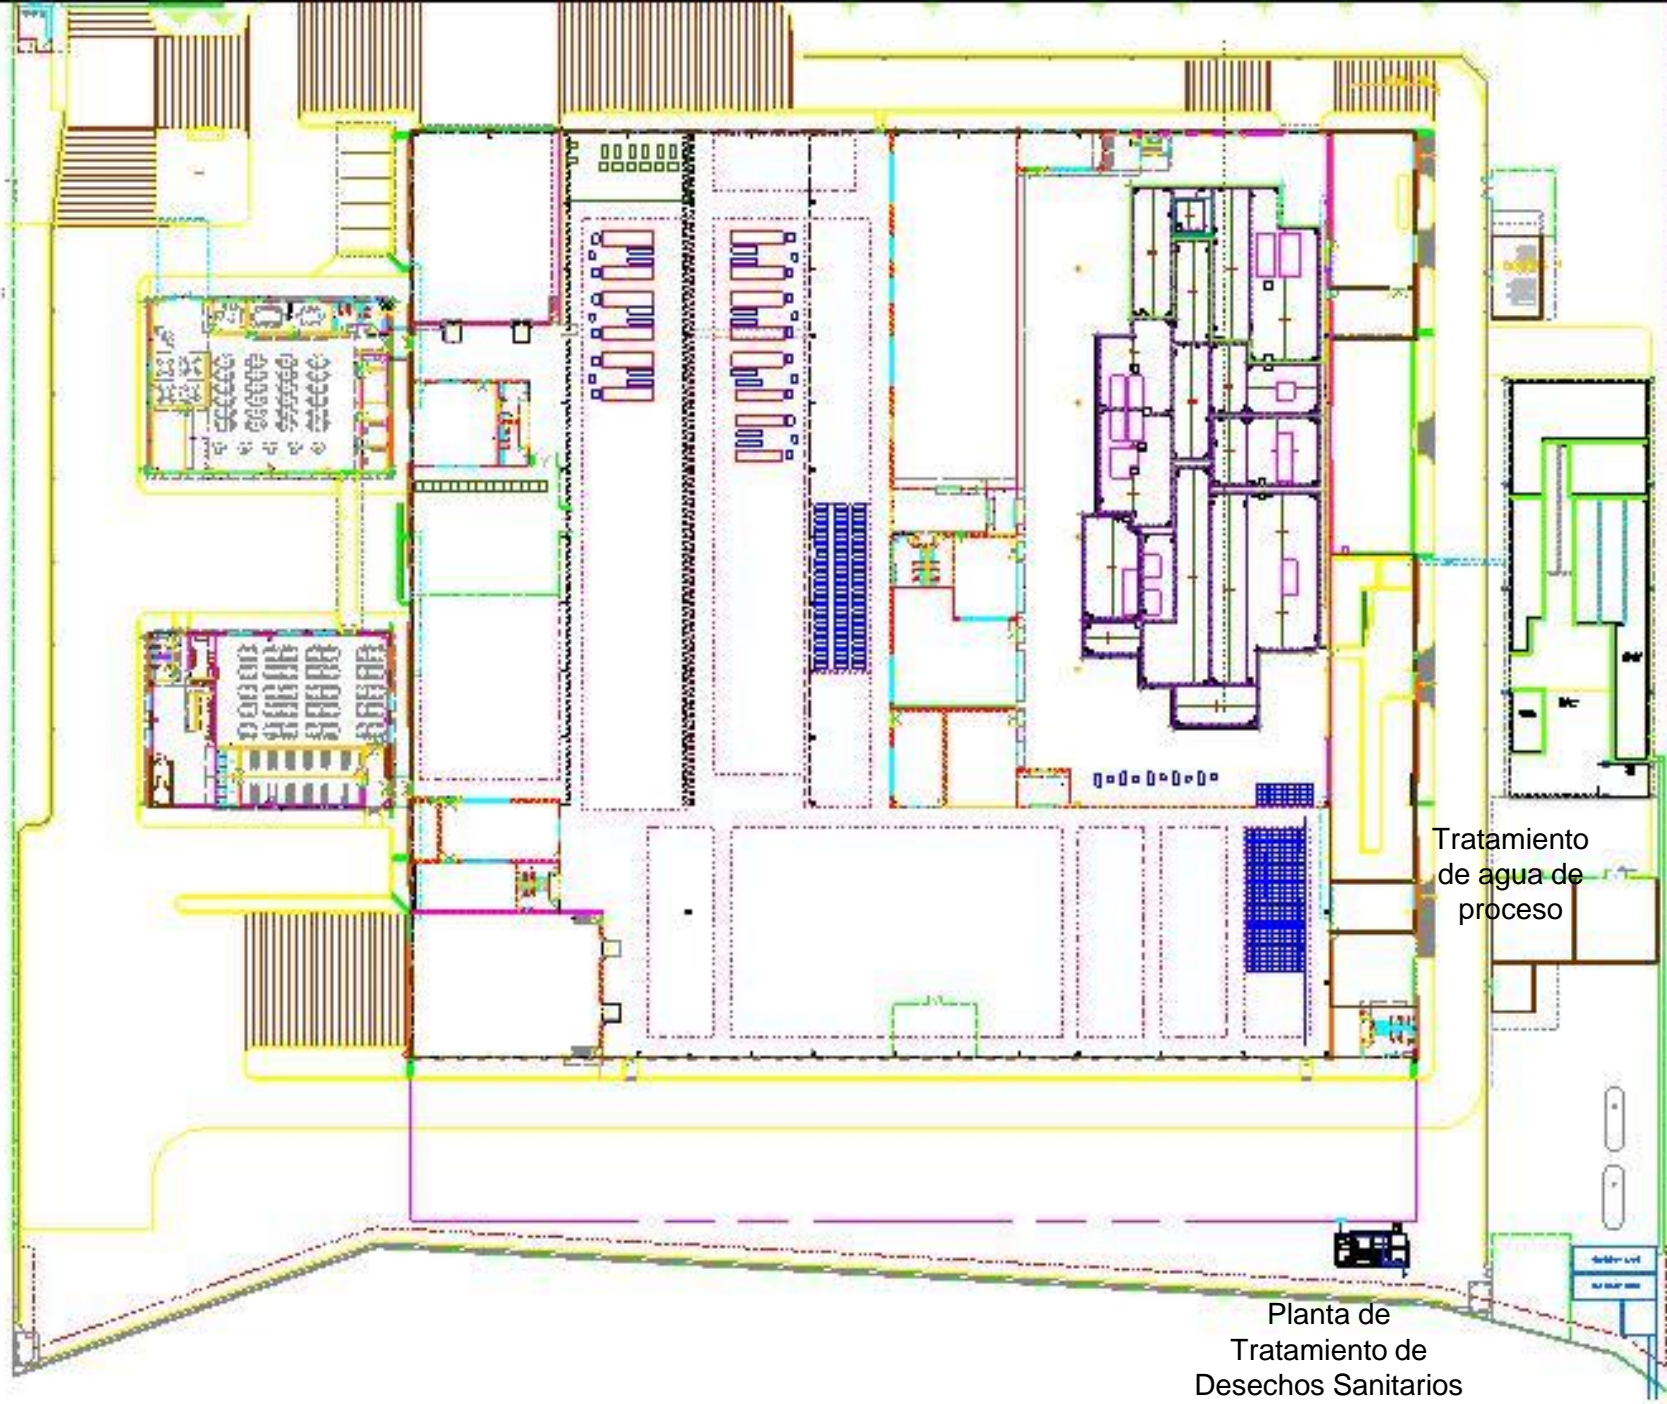 Tratamiento
de agua de
proceso
Planta de
Tratamiento de
Desechos Sanitarios